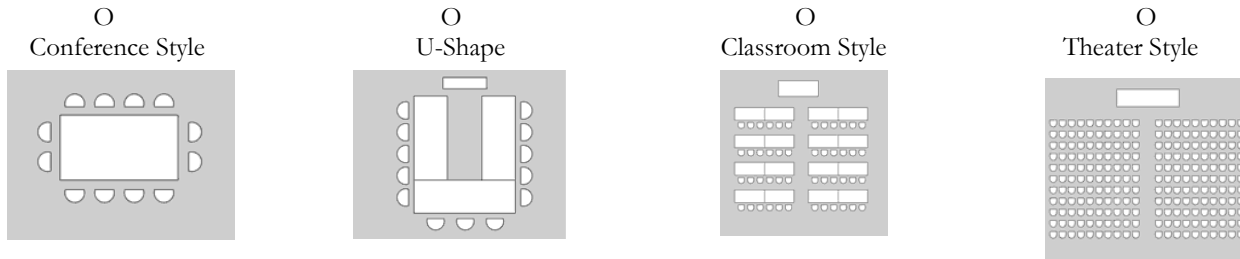 O
Conference Style
O
U-Shape
O
Classroom Style
O
Theater Style